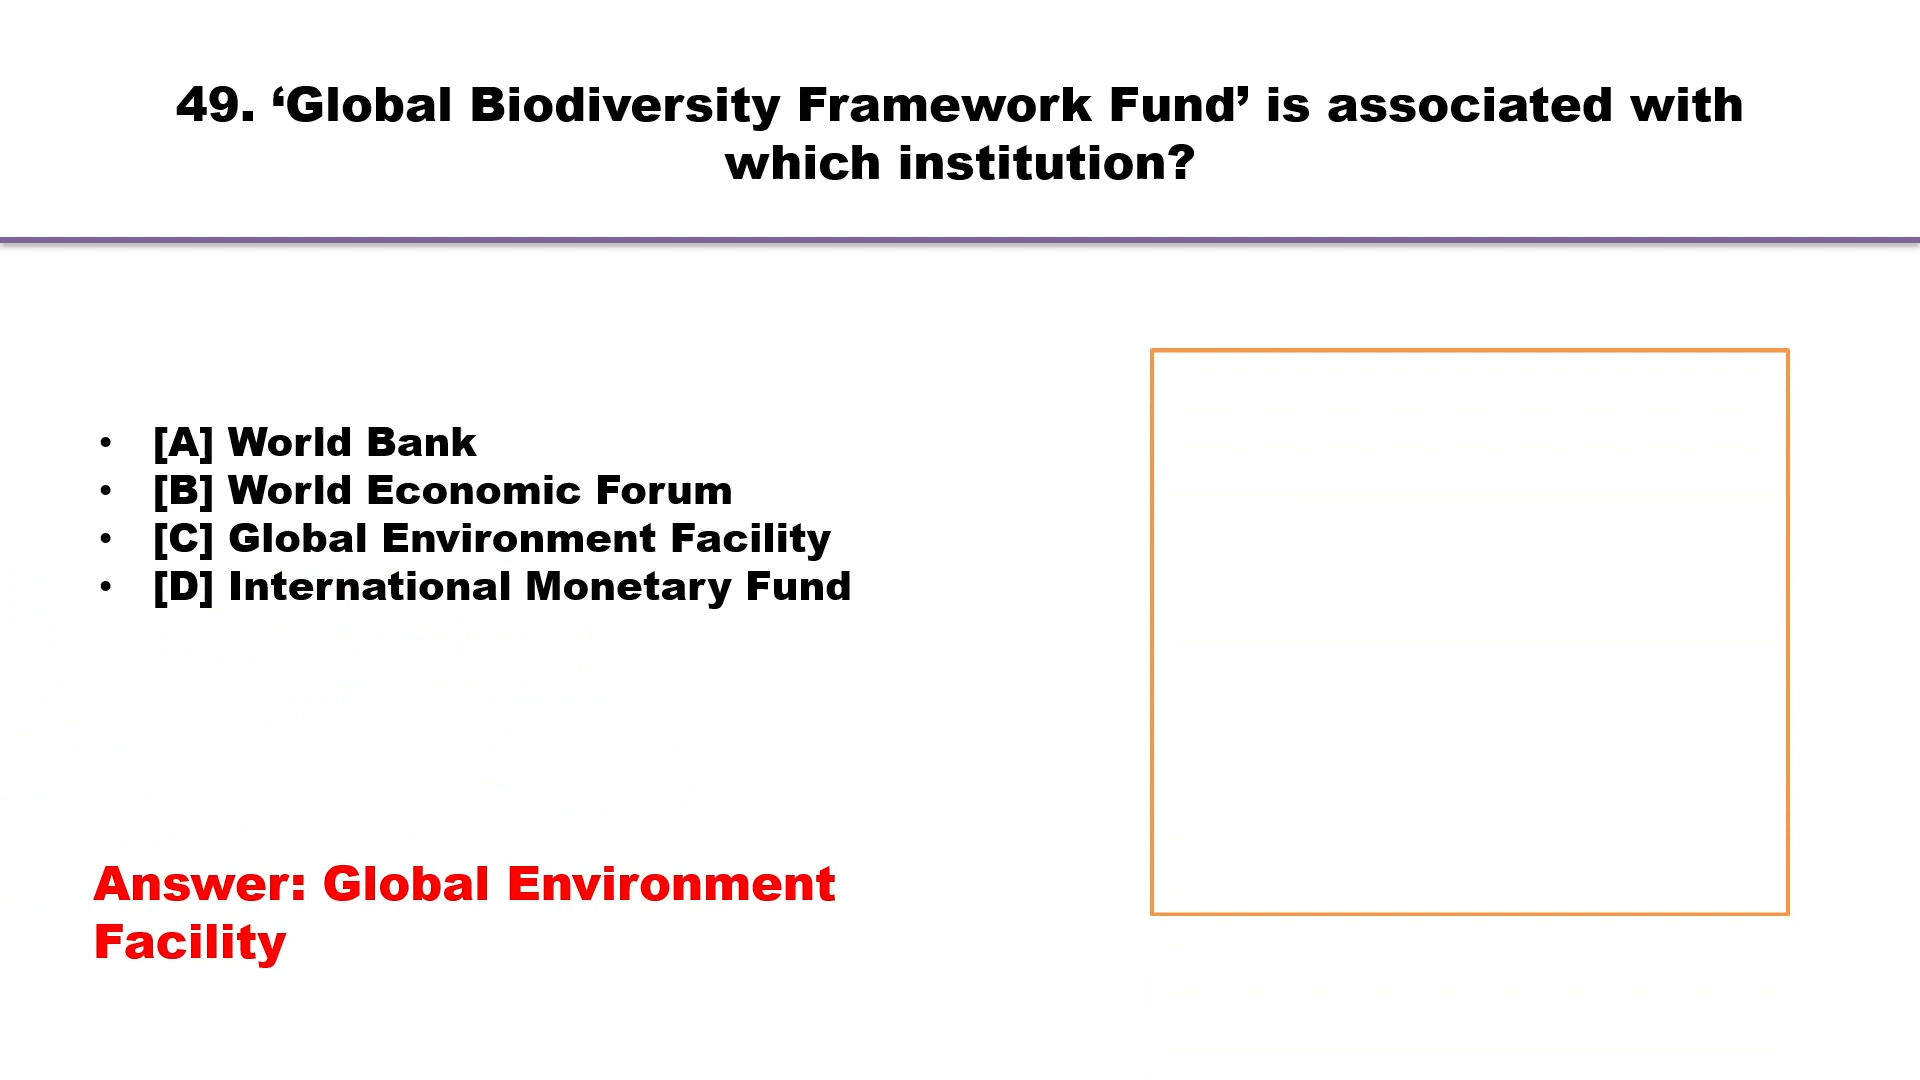 49. ‘Global Biodiversity Framework Fund’ is associated with
which institution?
• [A] World Bank
• [B] World Economic Forum
• [C] Global Environment Facility
• [D] International Monetary Fund
Answer: Global Environment
Facility